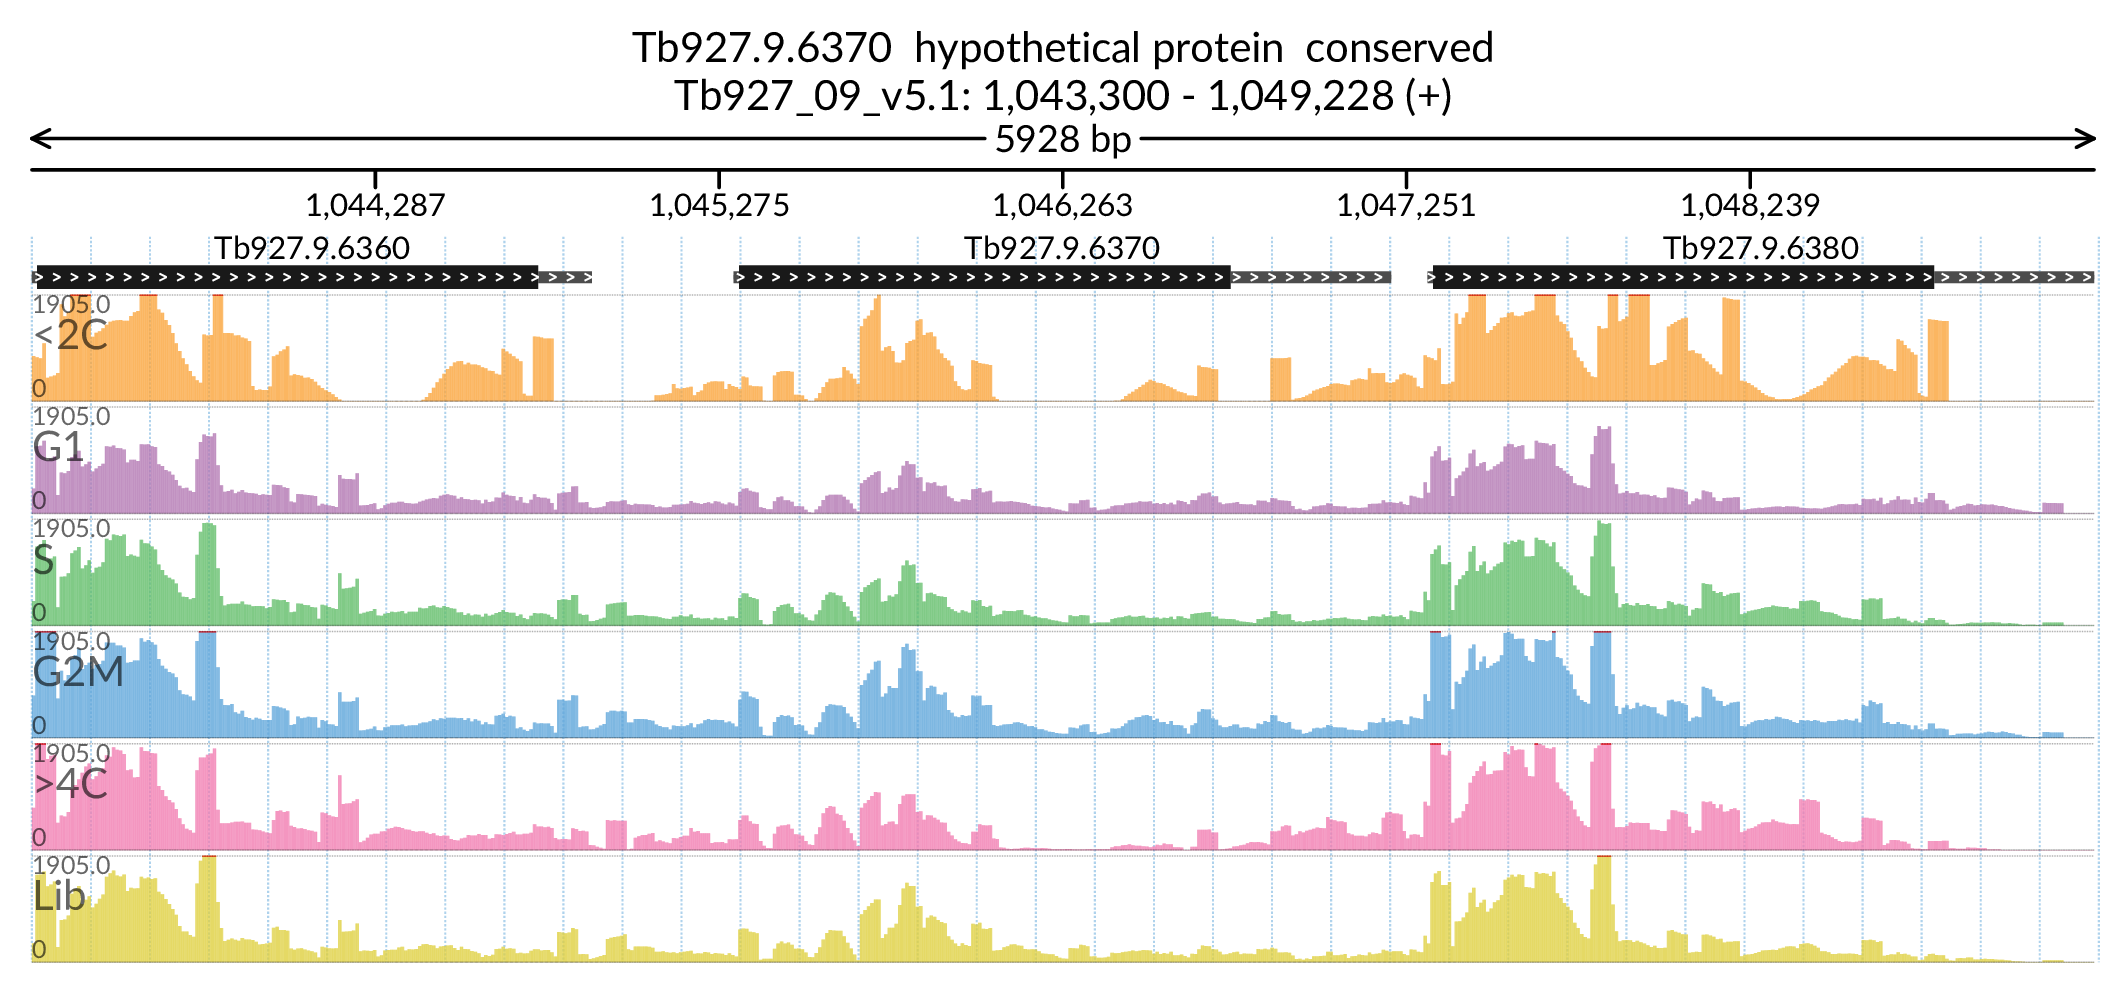 Tb927.9.6370  hypothetical protein  conserved
Tb927_09_v5.1: 1,043,300 - 1,049,228 (+)
5928 bp
1,044,287 1,045,275 1,046,263 1,047,251 1,048,239
Tb927.9.6360 Tb927.9.6370 Tb927.9.6380
1905.0
<2C
0
1905.0
G1
0
1905.0
S
0
1905.0
G2M
0
1905.0
>4C
0
1905.0
Lib
0